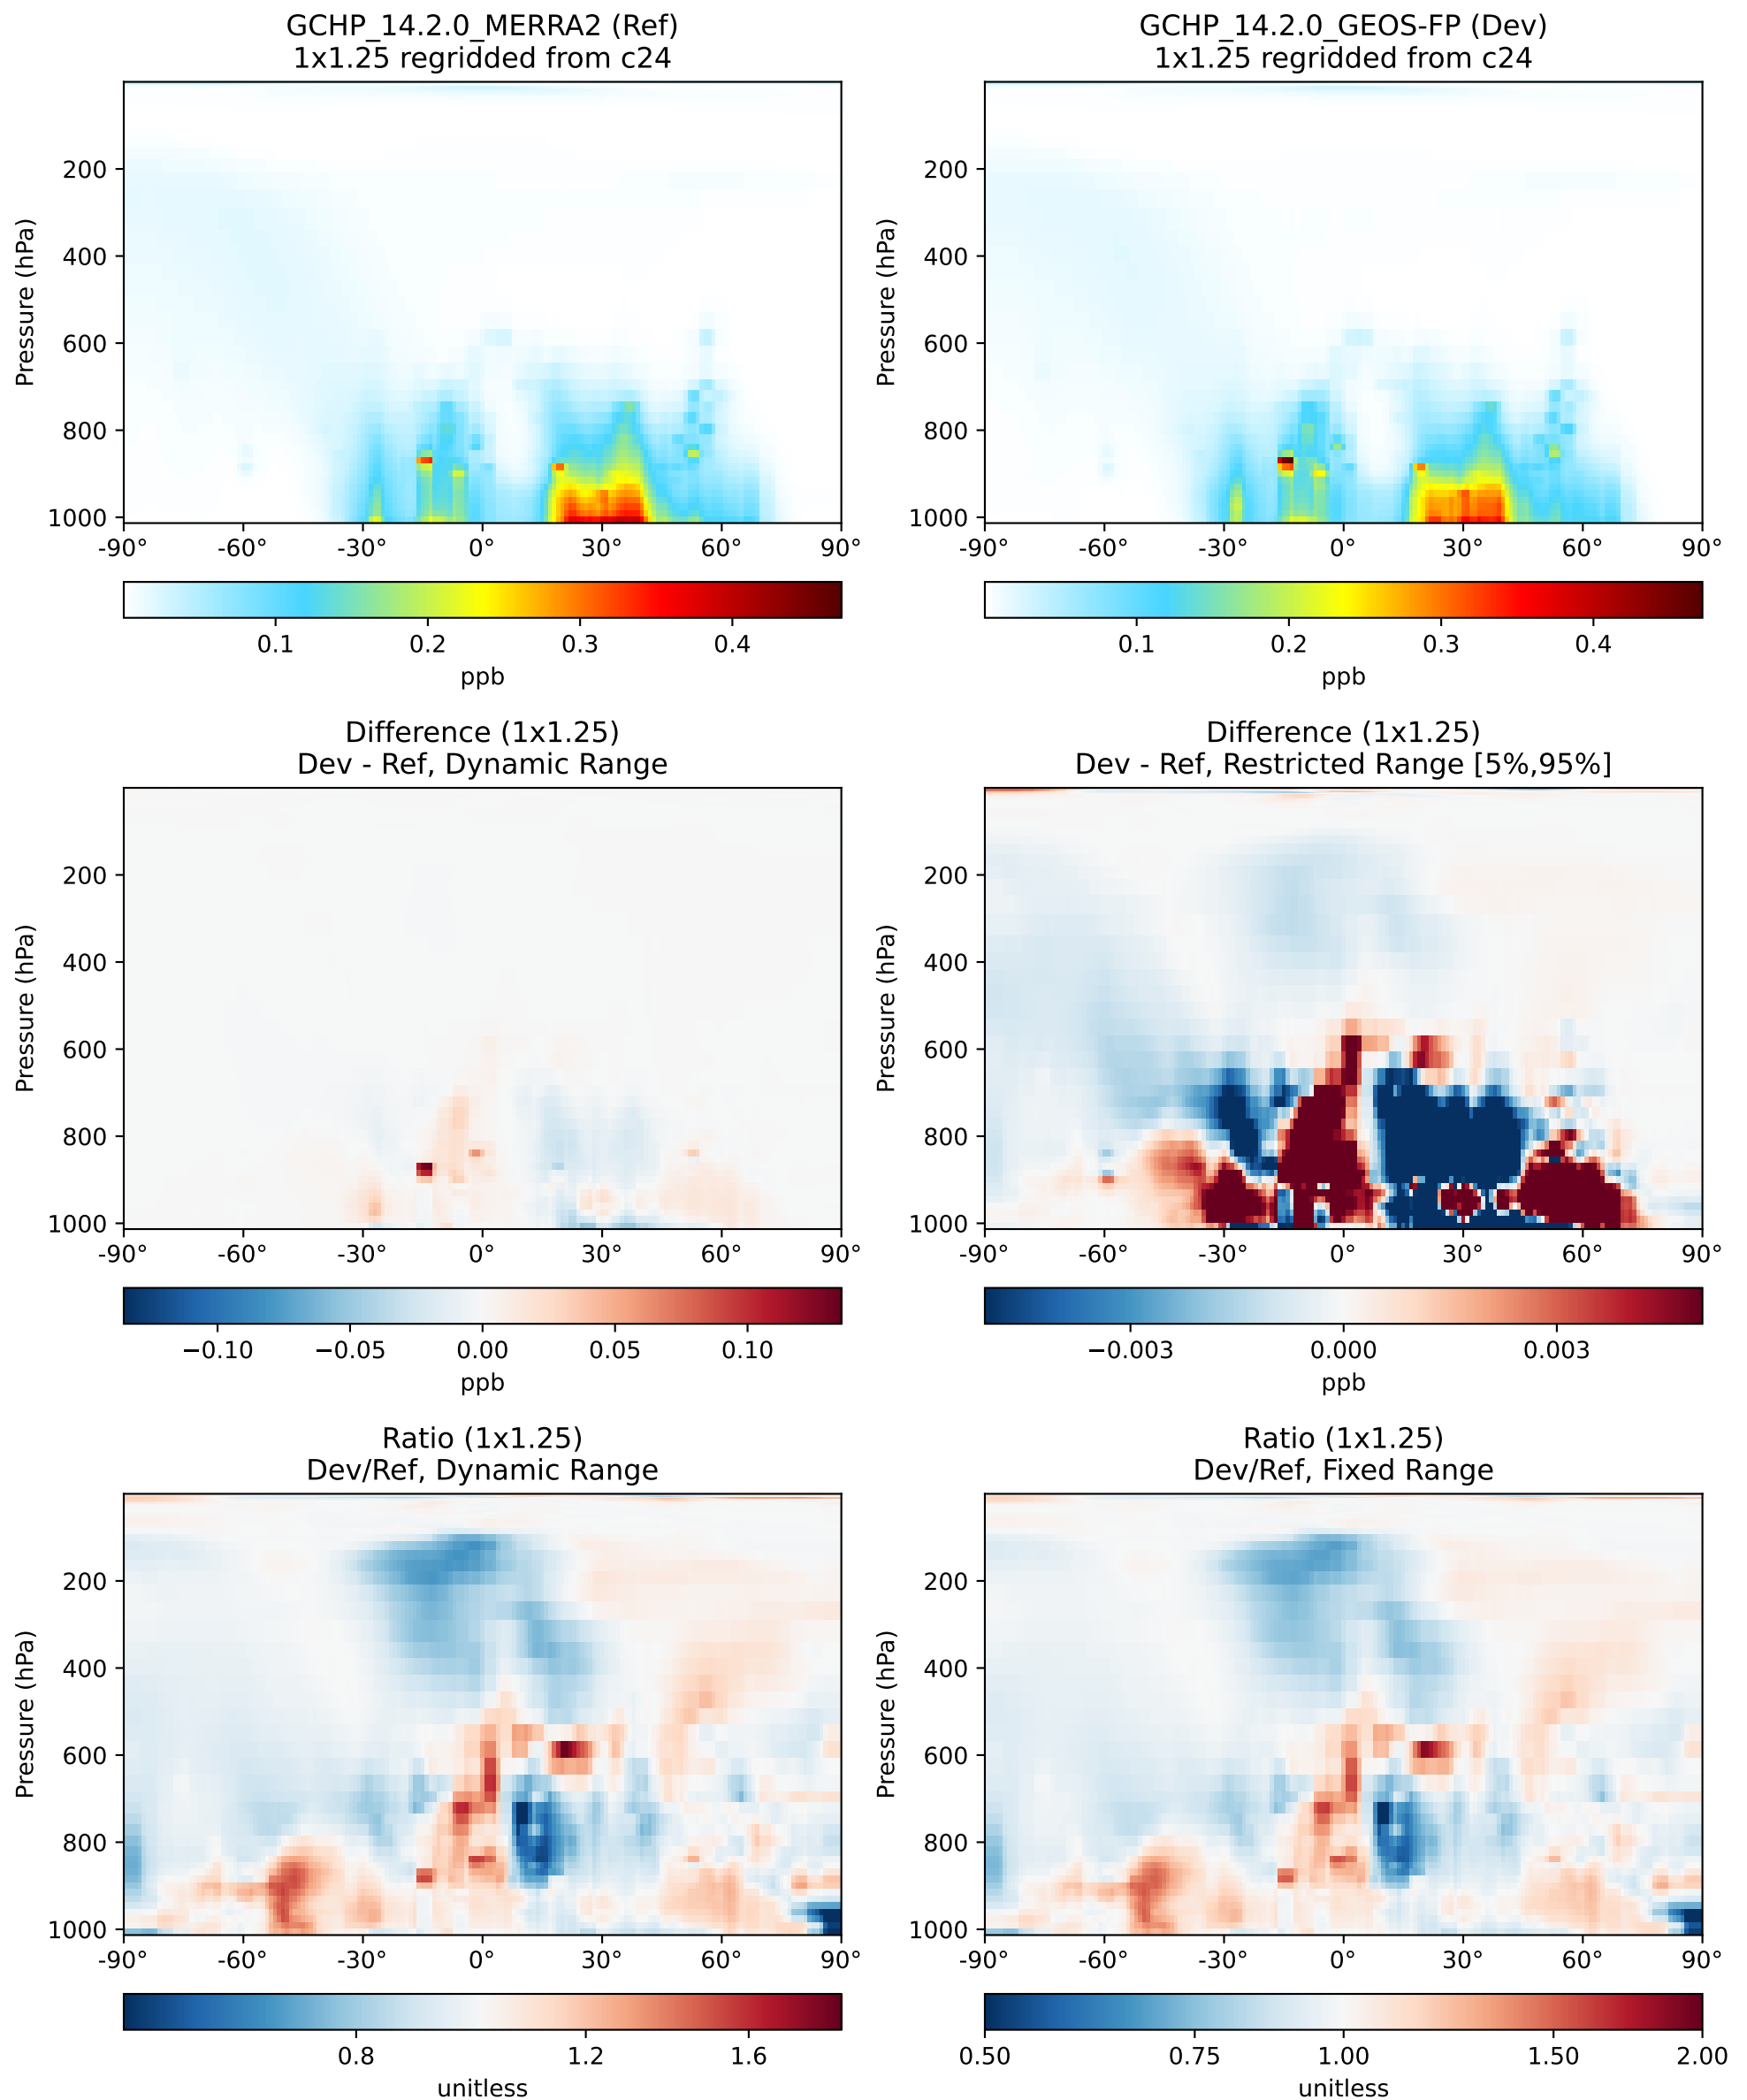 GCHP_14.2.0_MERRA2 (Ref)
1x1.25 regridded from c24
Pressure (hPa)
200
400
600
800
1000
-90° -60° -30° 0° 30° 60° 90°
0.1 0.2 0.3 0.4
ppb
GCHP_14.2.0_GEOS-FP (Dev)
1x1.25 regridded from c24
Pressure (hPa)
200
400
600
800
1000
-90° -60° -30° 0° 30° 60° 90°
0.1 0.2 0.3 0.4
ppb
Difference (1x1.25)
Dev - Ref, Dynamic Range
Pressure (hPa)
200
400
600
800
1000
-90° -60° -30° 0° 30° 60° 90°
−0.10 −0.05 0.00 0.05 0.10
ppb
Difference (1x1.25)
Dev - Ref, Restricted Range [5%,95%]
Pressure (hPa)
200
400
600
800
1000
-90° -60° -30° 0° 30° 60° 90°
−0.003 0.000 0.003
ppb
Ratio (1x1.25)
Dev/Ref, Dynamic Range
Pressure (hPa)
200
400
600
800
1000
-90° -60° -30° 0° 30° 60° 90°
0.8 1.2 1.6
unitless
Ratio (1x1.25)
Dev/Ref, Fixed Range
Pressure (hPa)
200
400
600
800
1000
-90° -60° -30° 0° 30° 60° 90°
0.50 0.75 1.00 1.50 2.00
unitless